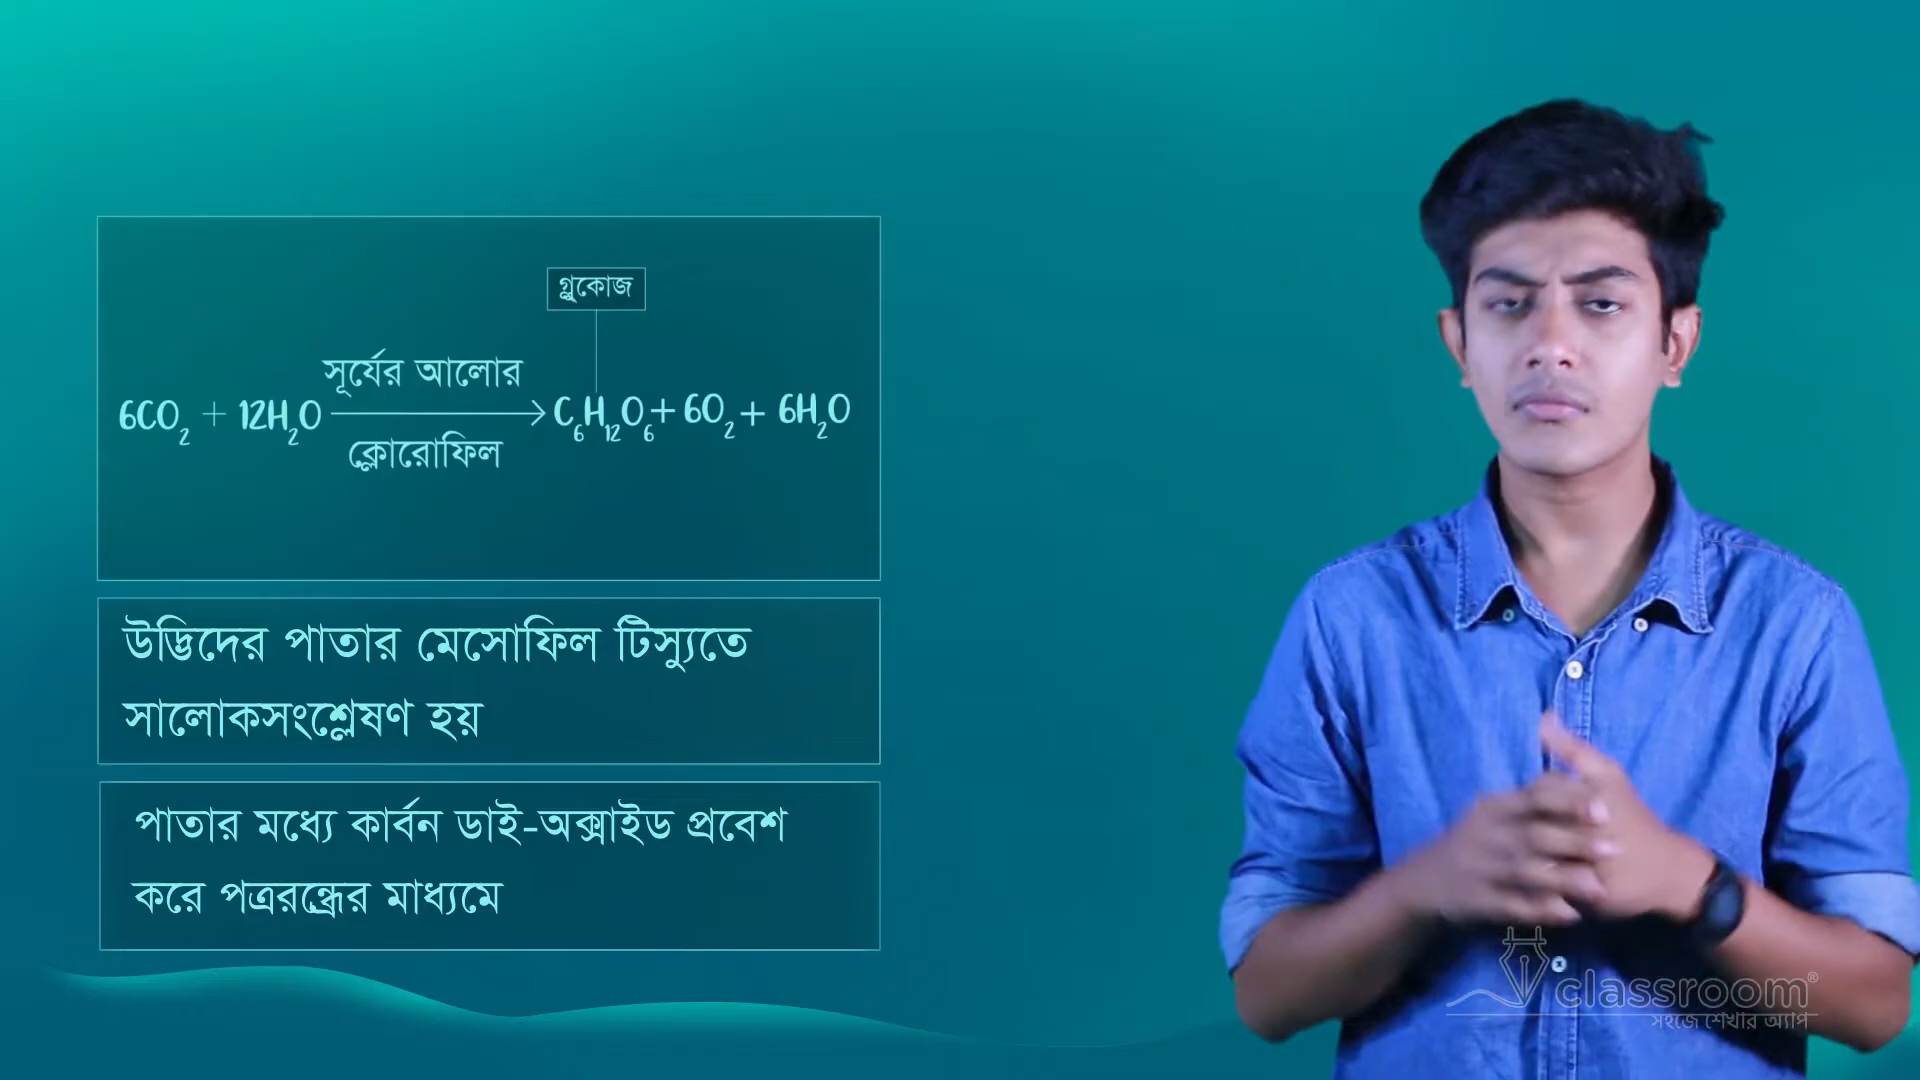 গ্লুকোজ
সূর্যের আলোর
6CO₂ + 12H₂O → C₆H₁₂O₆ + 6O₂ + 6H₂O
ক্লোরোফিল
উদ্ভিদের পাতার মেসোফিল টিস্যুতে
সালোকসংশ্লেষণ হয়
পাতার মধ্যে কার্বন ডাই-অক্সাইড প্রবেশ
করে পত্ররন্ধ্রের মাধ্যমে
classroom®
সহজে শেখার অ্যাপ